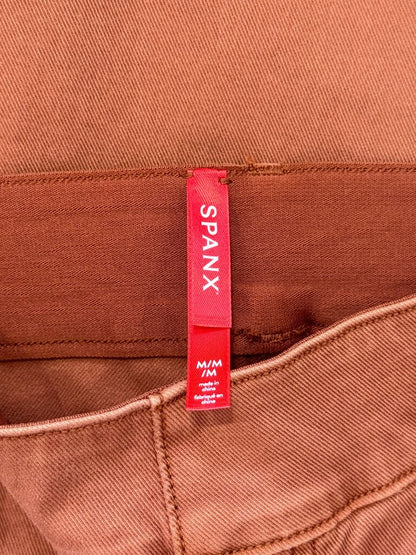 SPANX
M/M
/M
made in
china
fabriqué en
chine